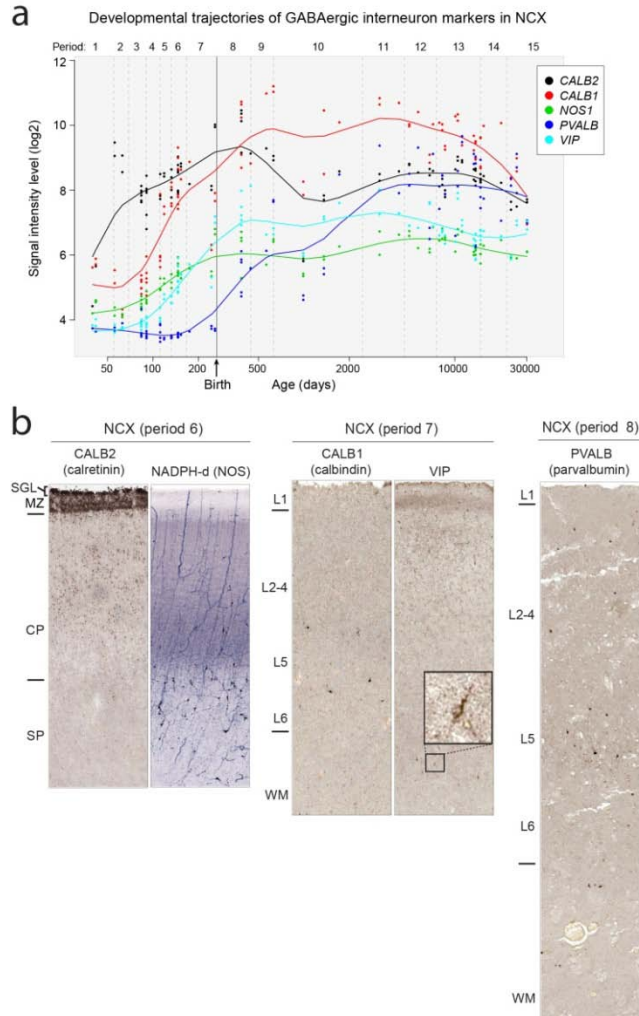 a
Developmental trajectories of GABAergic interneuron markers in NCX
Period: 1 2 3 4 5 6 7 8 9 10 11 12 13 14 15
12
10
8
6
4
Signal intensity level (log2)
CALB2
CALB1
NOS1
PVALB
VIP
50 100 200 500 2000 10000 30000
Birth
Age (days)
b
NCX (period 6)
CALB2
(calretinin)
NADPH-d (NOS)
SGL
MZ
CP
SP
NCX (period 7)
CALB1
(calbindin)
VIP
L1
L2-4
L5
L6
WM
NCX (period 8)
PVALB
(parvalbumin)
L1
L2-4
L5
L6
WM